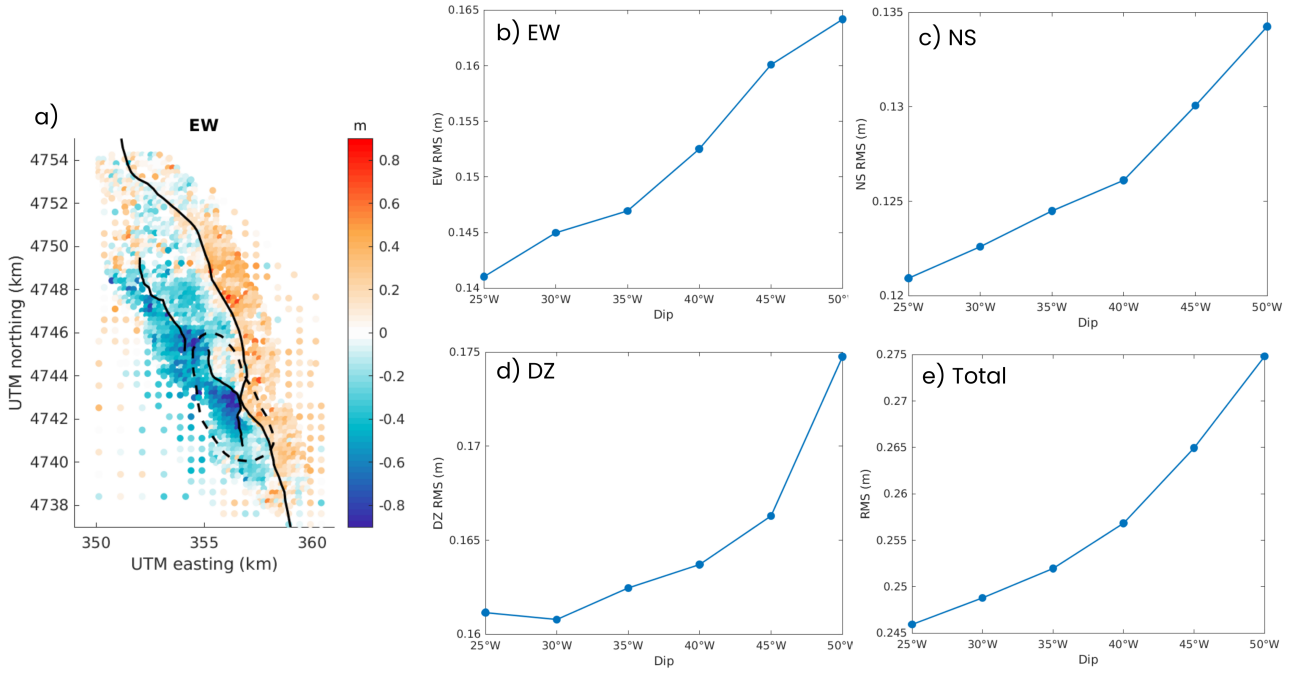 a)
EW
m
4754
4752
4750
4748
4746
4744
4742
4740
4738
350
355
360
UTM easting (km)
UTM northing (km)
0.8
0.6
0.4
0.2
0
-0.2
-0.4
-0.6
-0.8
b) EW
0.165
0.16
0.155
0.15
0.145
0.14
EW RMS (m)
25°W 30°W 35°W 40°W 45°W 50°'
Dip
c) NS
0.135
0.13
0.125
0.12
NS RMS (m)
25°W 30°W 35°W 40°W 45°W 50°W
Dip
d) DZ
0.175
0.17
0.165
0.16
DZ RMS (m)
25°W 30°W 35°W 40°W 45°W 50°W
Dip
e) Total
0.275
0.27
0.265
0.26
0.255
0.25
0.245
RMS (m)
25°W 30°W 35°W 40°W 45°W 50°W
Dip